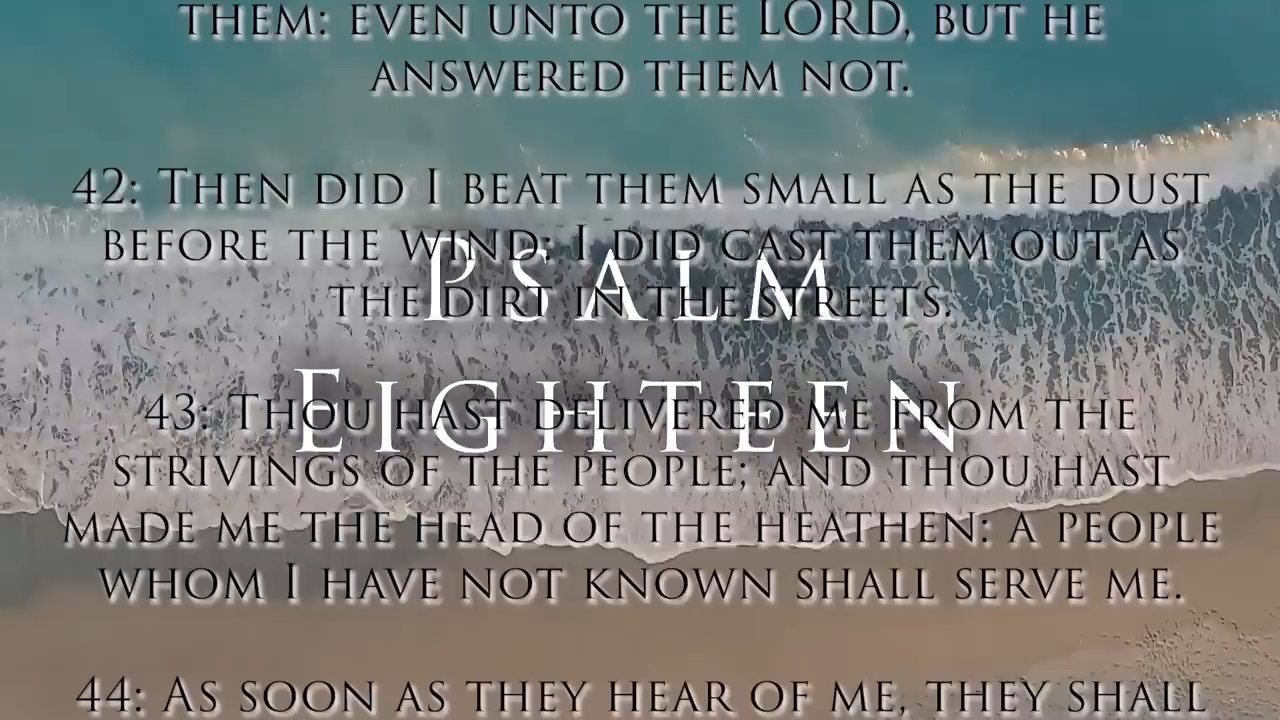 THEM: EVEN UNTO THE LORD, BUT HE
ANSWERED THEM NOT.
42: THEN DID I BEAT THEM SMALL AS THE DUST
BEFORE THE WIND: I DID CAST THEM OUT AS
THE DIRT IN THE STREETS.
PSALM
EIGHTEEN
43: THOU HAST DELIVERED ME FROM THE
STRIVINGS OF THE PEOPLE; AND THOU HAST
MADE ME THE HEAD OF THE HEATHEN: A PEOPLE
WHOM I HAVE NOT KNOWN SHALL SERVE ME.
44: AS SOON AS THEY HEAR OF ME, THEY SHALL